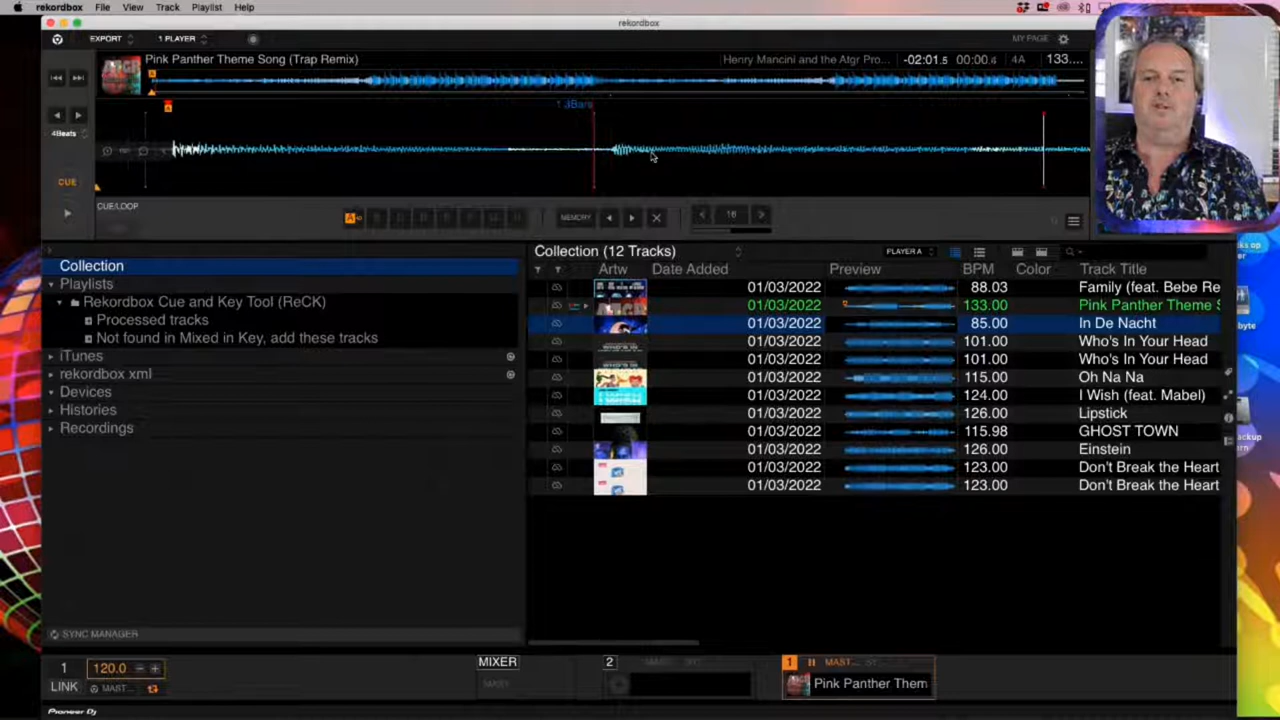 rekordbox File View Track Playlist Help
rekordbox
EXPORT 1 PLAYER MY PAGE
Pink Panther Theme Song (Trap Remix) Henry Mancini and the Atgr Pro... -02:01.5 00:00.4 4A 133....
1.3Bars
4Beats
CUE
CUE/LOOP
A MEMORY 16
Collection (12 Tracks) PLAYER A
Collection
Playlists
Rekordbox Cue and Key Tool (ReCK)
Processed tracks
Not found in Mixed in Key, add these tracks
iTunes
rekordbox xml
Devices
Histories
Recordings
Artw Date Added Preview BPM Color Track Title
01/03/2022 88.03 Family (feat. Bebe Re
01/03/2022 133.00 Pink Panther Theme S
01/03/2022 85.00 In De Nacht
01/03/2022 101.00 Who's In Your Head
01/03/2022 101.00 Who's In Your Head
01/03/2022 115.00 Oh Na Na
01/03/2022 124.00 I Wish (feat. Mabel)
01/03/2022 126.00 Lipstick
01/03/2022 115.98 GHOST TOWN
01/03/2022 126.00 Einstein
01/03/2022 123.00 Don't Break the Heart
01/03/2022 123.00 Don't Break the Heart
SYNC MANAGER
1 120.0 MIXER 2 1 MAST...
LINK MAST... Pink Panther Them
Pioneer Dj